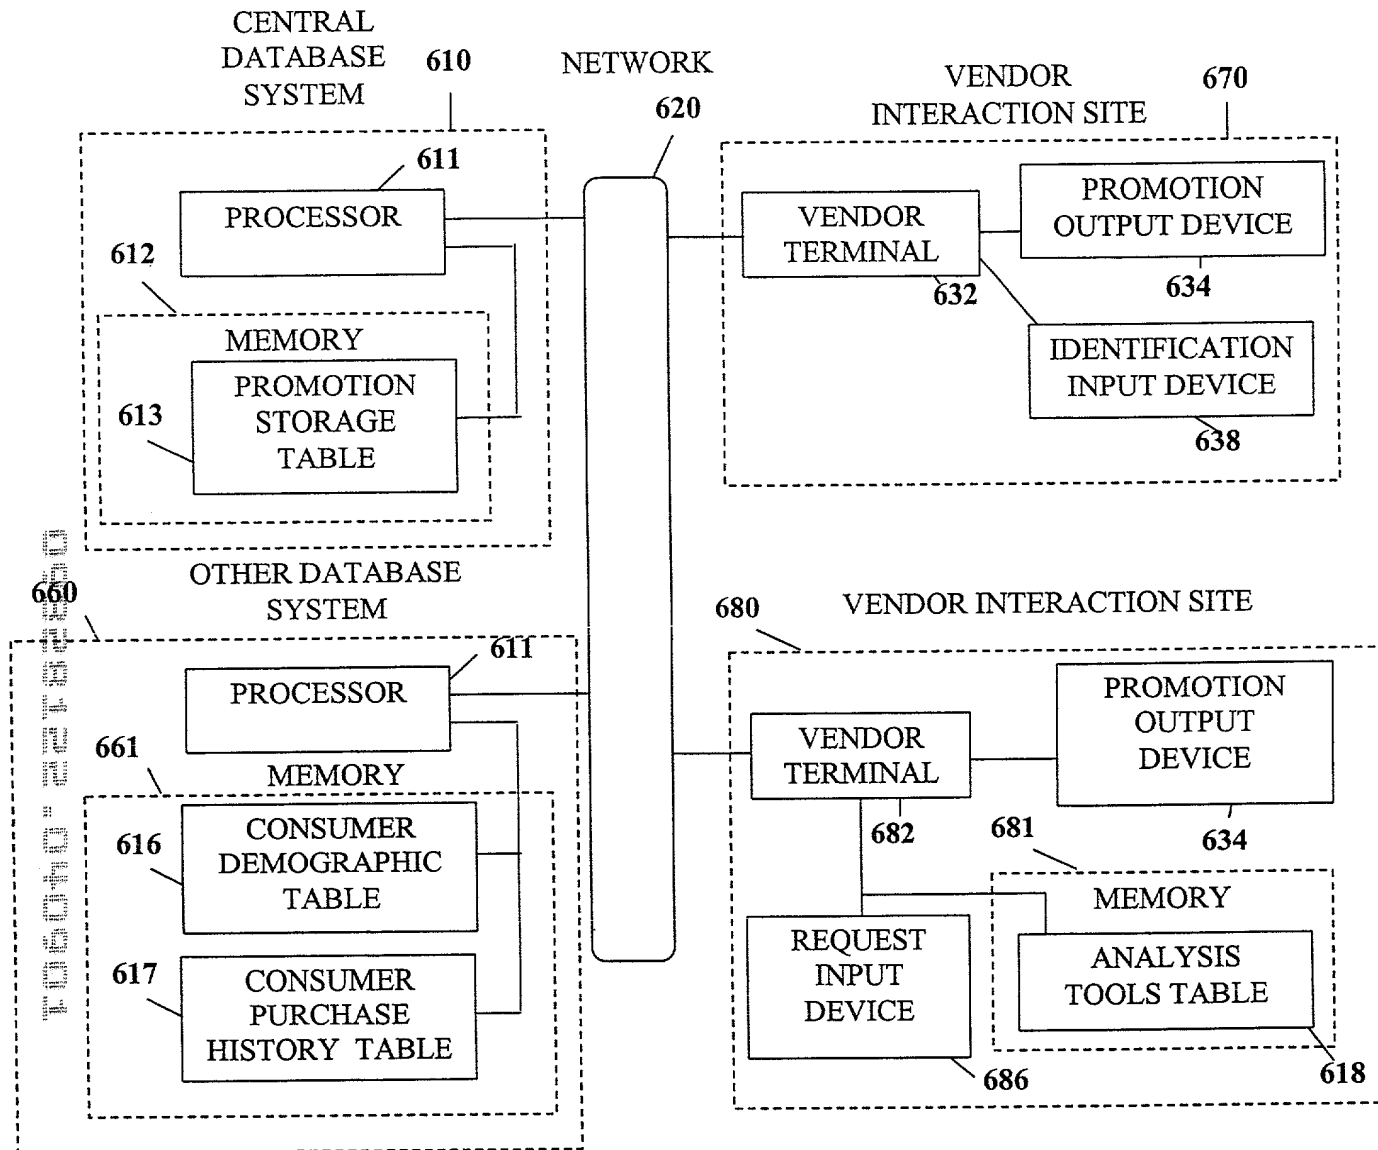 CENTRAL
DATABASE
SYSTEM
610
611
PROCESSOR
612
MEMORY
PROMOTION
STORAGE
TABLE
613
NETWORK
620
VENDOR
INTERACTION SITE
670
VENDOR
TERMINAL
632
PROMOTION
OUTPUT DEVICE
634
IDENTIFICATION
INPUT DEVICE
638
OTHER DATABASE
SYSTEM
660
611
PROCESSOR
661
MEMORY
CONSUMER
DEMOGRAPHIC
TABLE
616
CONSUMER
PURCHASE
HISTORY TABLE
617
680
VENDOR INTERACTION SITE
VENDOR
TERMINAL
682
PROMOTION
OUTPUT
DEVICE
634
681
MEMORY
ANALYSIS
TOOLS TABLE
618
REQUEST
INPUT
DEVICE
686